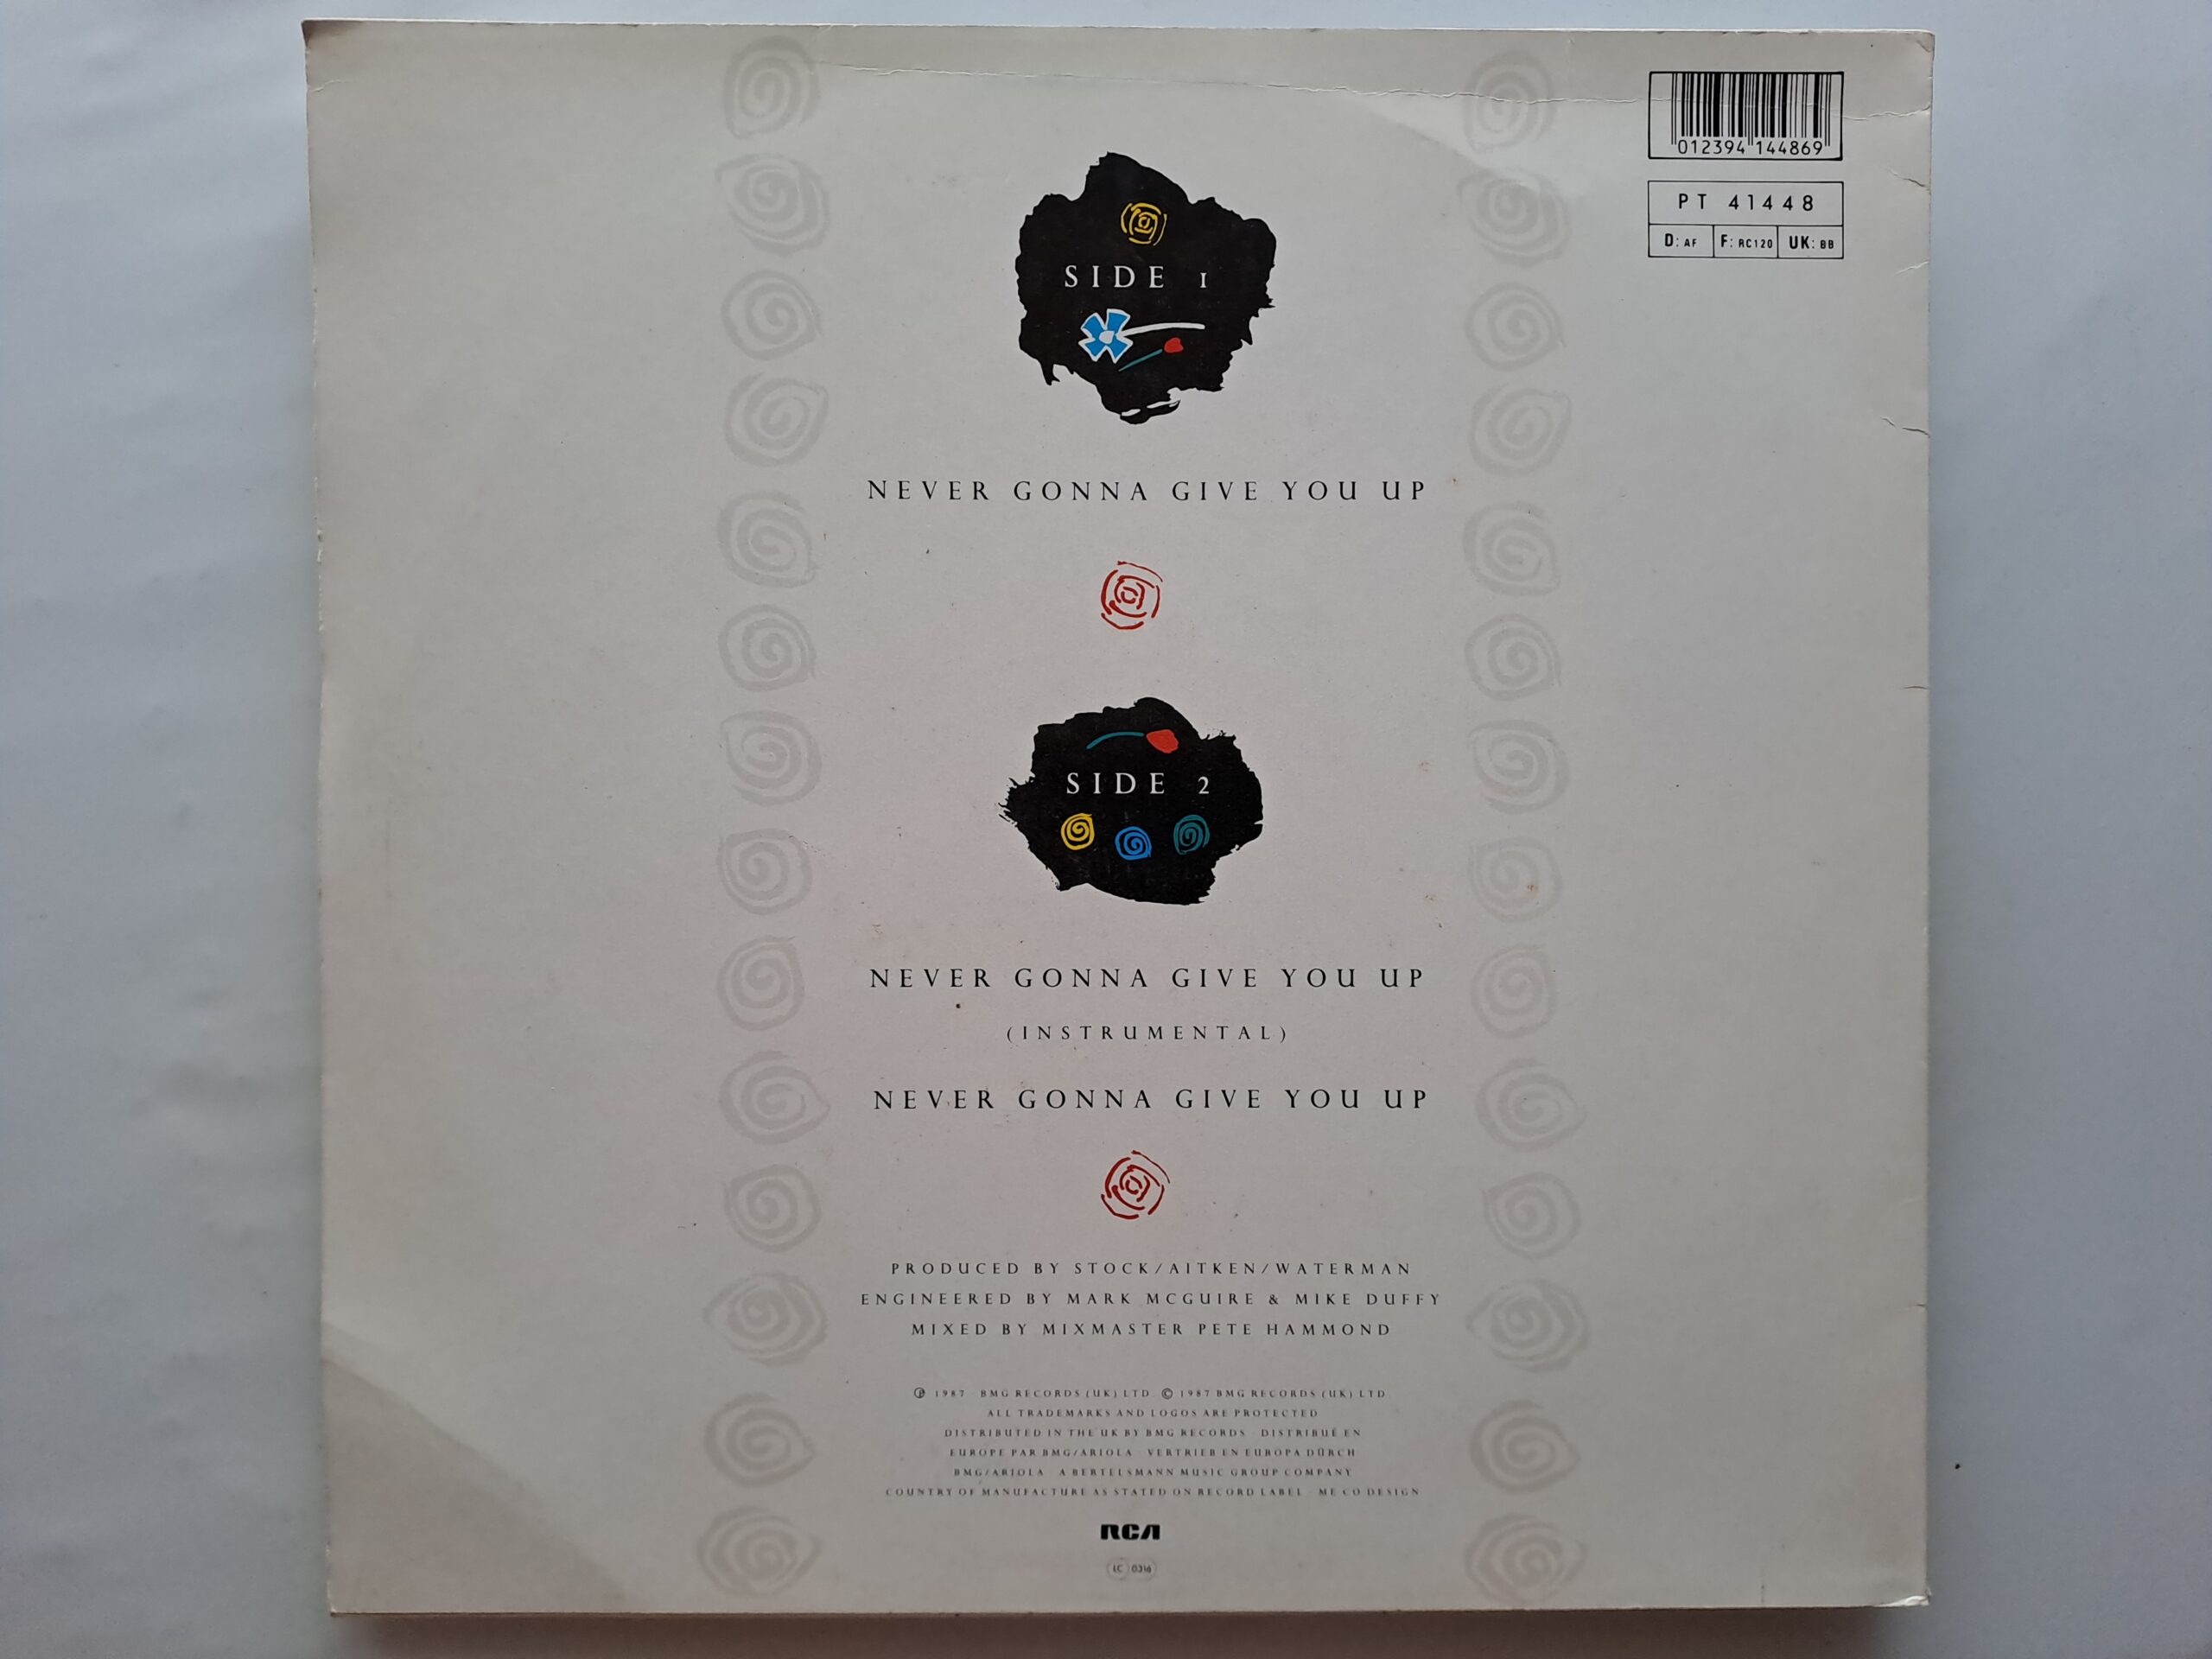 012394 144869
PT 41448
D: AF F: RC120 UK: BB
SIDE 1
NEVER GONNA GIVE YOU UP
SIDE 2
NEVER GONNA GIVE YOU UP
(INSTRUMENTAL)
NEVER GONNA GIVE YOU UP
PRODUCED BY STOCK/AITKEN/WATERMAN
ENGINEERED BY MARK MCGUIRE & MIKE DUFFY
MIXED BY MIXMASTER PETE HAMMOND
℗ 1987 BMG RECORDS (UK) LTD © 1987 BMG RECORDS (UK) LTD
ALL TRADEMARKS AND LOGOS ARE PROTECTED
DISTRIBUTED IN THE UK BY BMG RECORDS DISTRIBUÉ EN
EUROPE PAR BMG/ARIOLA VERTRIEB EN EUROPA DÜRCH
BMG/ARIOLA A BERTELSMANN MUSIC GROUP COMPANY
COUNTRY OF MANUFACTURE AS STATED ON RECORD LABEL ME CO DESIGN
RCA
LC 0316